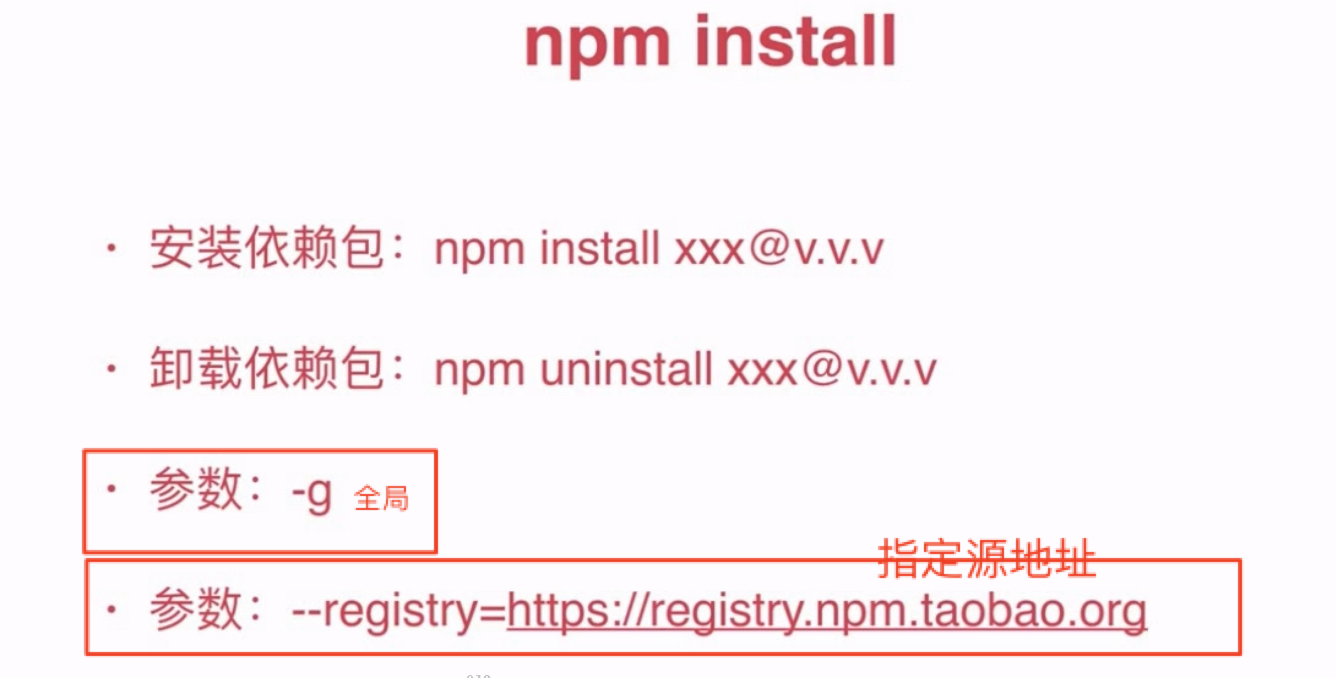 npm install
· 安装依赖包：npm install xxx@v.v.v
· 卸载依赖包：npm uninstall xxx@v.v.v
· 参数：-g 全局
指定源地址
· 参数：--registry=https://registry.npm.taobao.org